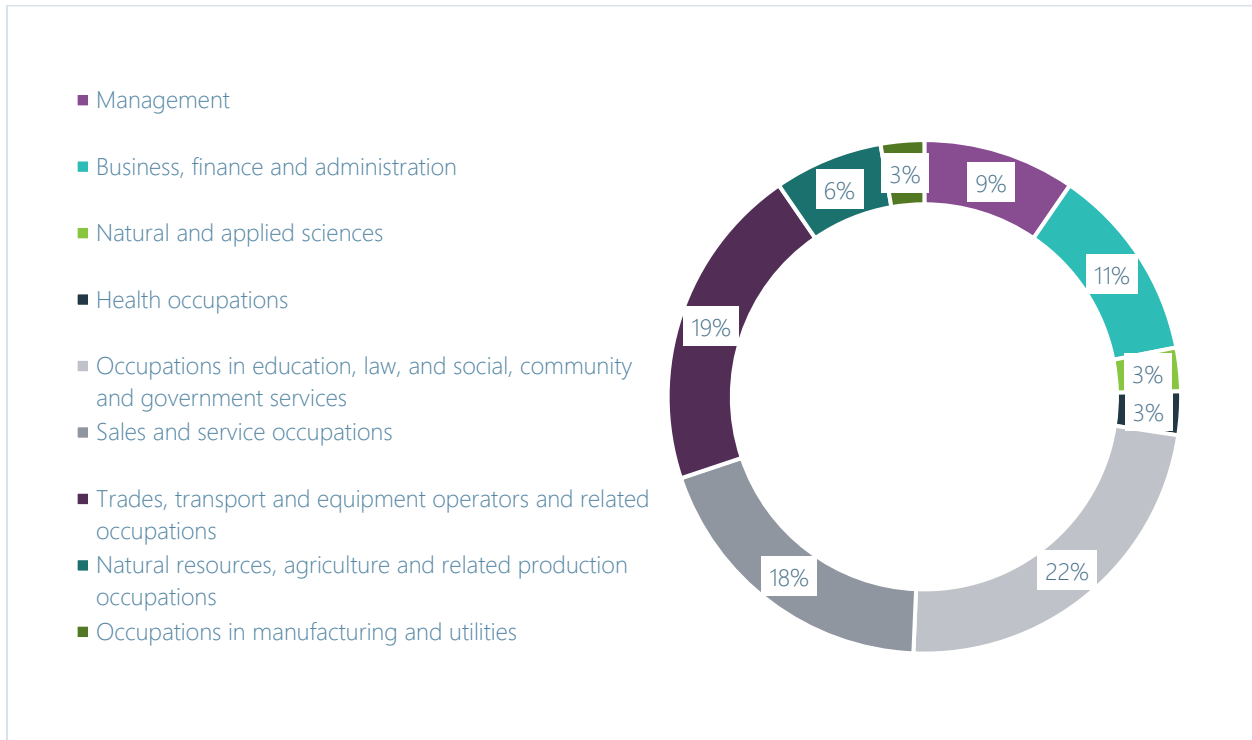 Management
Business, finance and administration
Natural and applied sciences
Health occupations
Occupations in education, law, and social, community
and government services
Sales and service occupations
Trades, transport and equipment operators and related
occupations
Natural resources, agriculture and related production
occupations
Occupations in manufacturing and utilities
9%
11%
3%
3%
22%
18%
19%
6%
3%